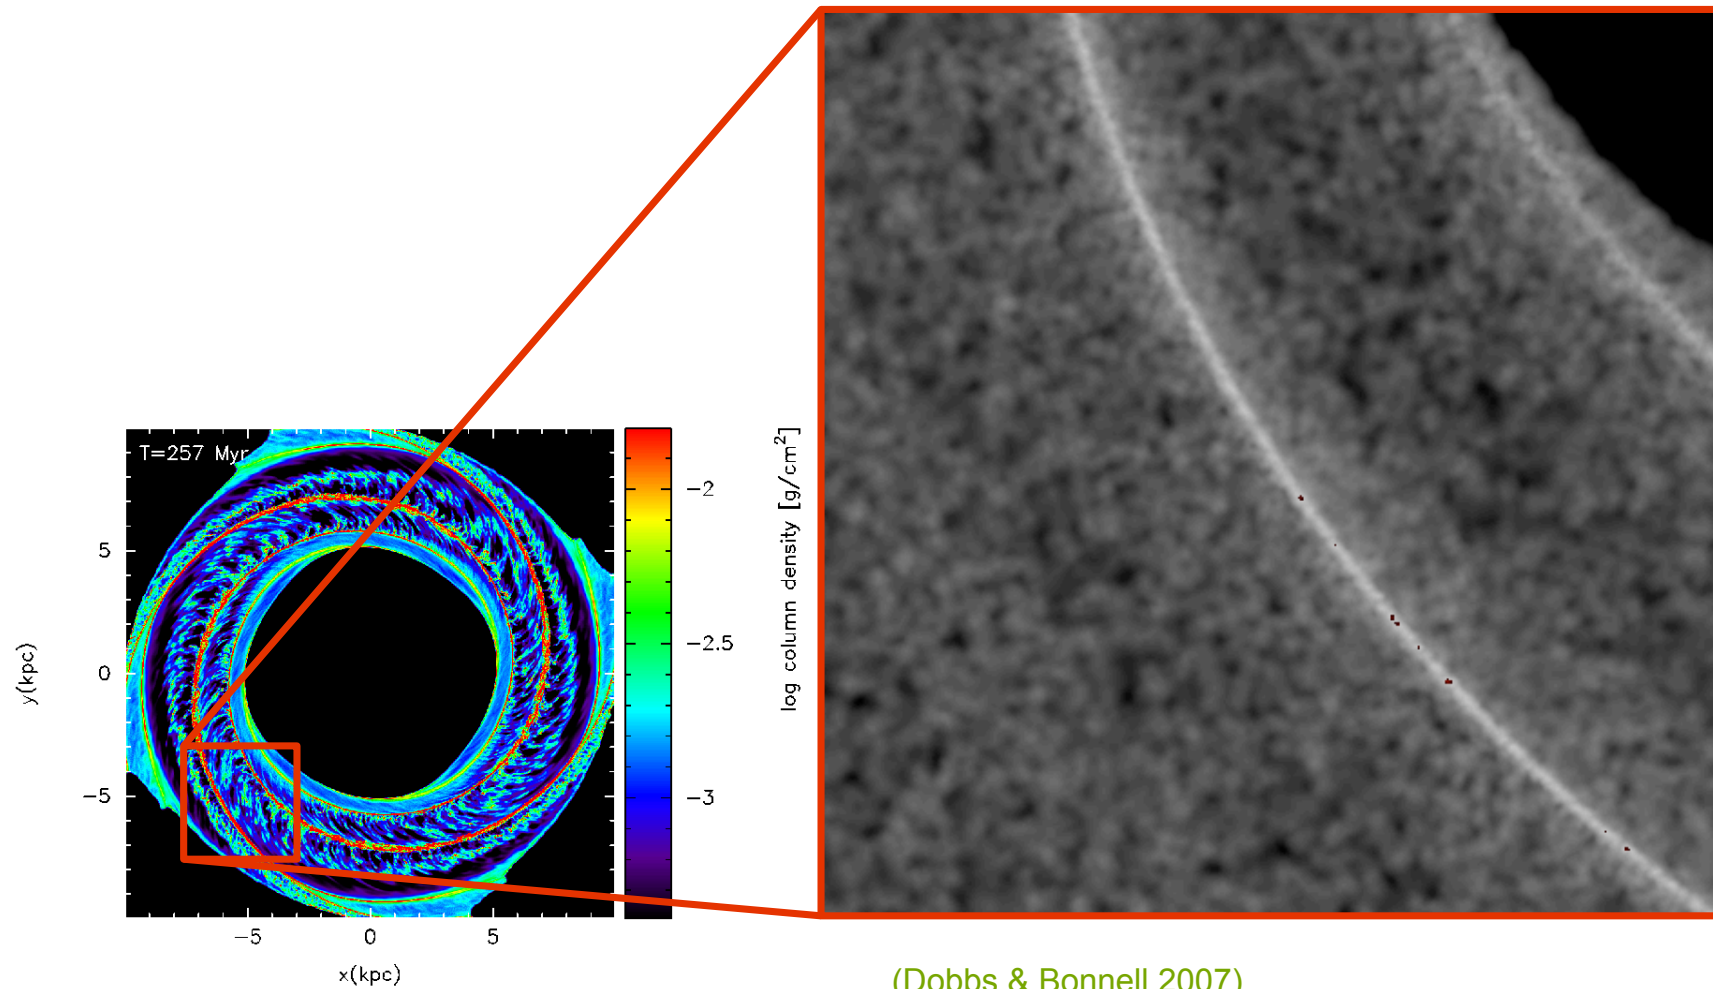 T=257 Myr
y(kpc)
5
0
−5
−5
0
5
x(kpc)
−2
−2.5
−3
log column density [g/cm²]
(Dobbs & Bonnell 2007)